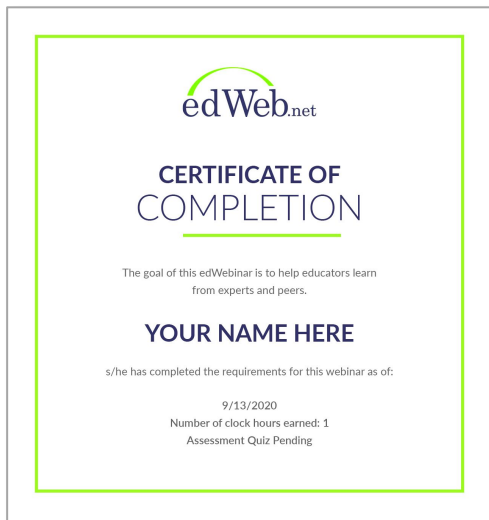 edWeb.net
CERTIFICATE OF
COMPLETION
The goal of this edWebinar is to help educators learn
from experts and peers.
YOUR NAME HERE
s/he has completed the requirements for this webinar as of:
9/13/2020
Number of clock hours earned: 1
Assessment Quiz Pending